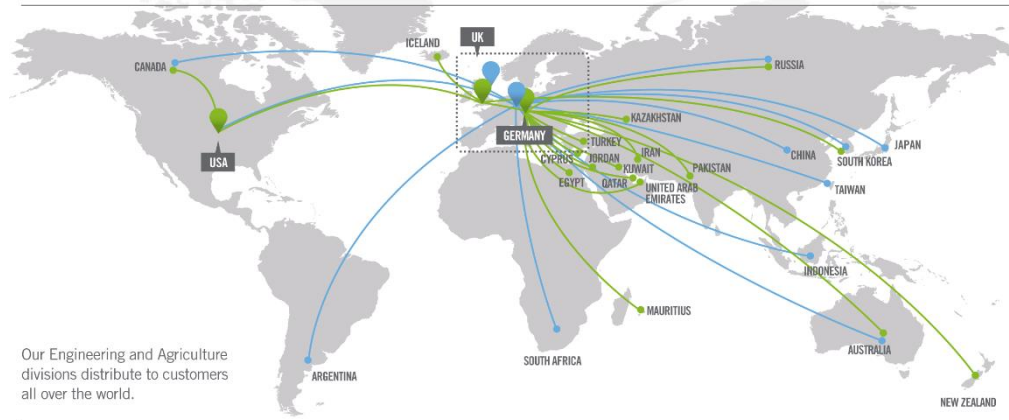 ICELAND
UK
CANADA
RUSSIA
USA
GERMANY
KAZAKHSTAN
TURKEY
CYPRUS
JORDAN
IRAN
KUWAIT
EGYPT
QATAR
UNITED ARAB
EMIRATES
PAKISTAN
CHINA
SOUTH KOREA
JAPAN
TAIWAN
INDONESIA
MAURITIUS
SOUTH AFRICA
AUSTRALIA
ARGENTINA
NEW ZEALAND
Our Engineering and Agriculture
divisions distribute to customers
all over the world.